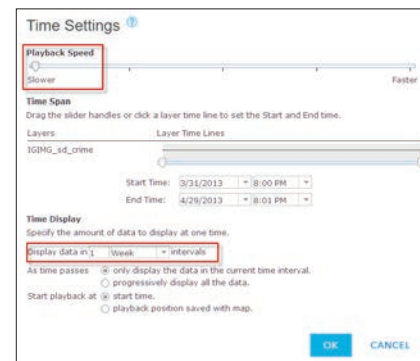 Time Settings ?
Playback Speed
Slower Faster
Time Span
Drag the slider handles or click a layer time line to set the Start and End time.
Layers Layer Time Lines
IGIMG_sd_crime
Start Time: 3/31/2013 8:00 PM
End Time: 4/29/2013 8:01 PM
Time Display
Specify the amount of data to display at one time.
Display data in 1 Week intervals
As time passes only display the data in the current time interval.
progressively display all the data.
Start playback at start time.
playback position saved with map.
OK CANCEL